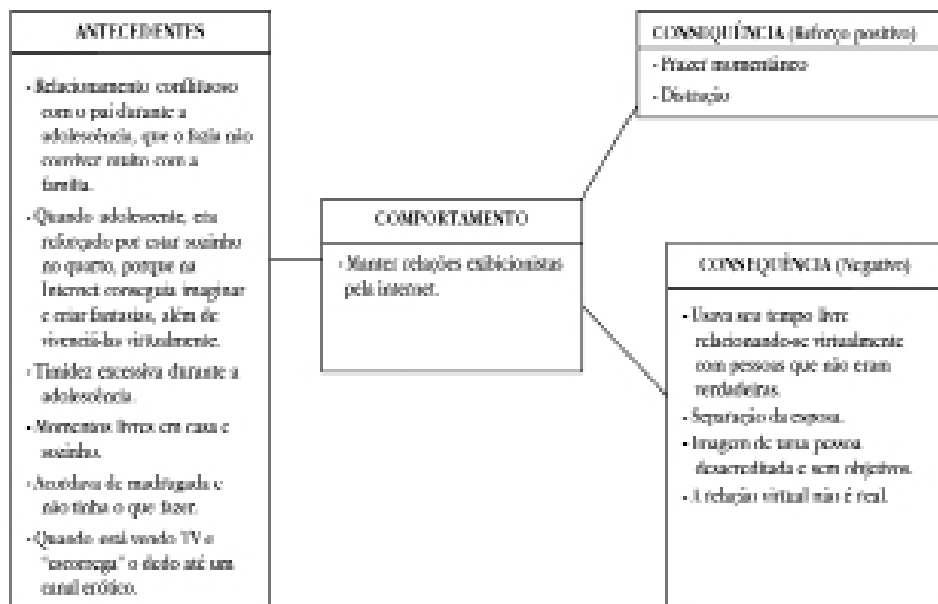 ANTECEDENTES
- Relacionamento conflituoso
com o pai durante a
adolescência, que o fazia não
conviver muito com a
família.
- Quando adolescente, era
reforçado por estar sozinho
no quarto, porque na
Internet conseguia imaginar
e criar fantasias, além de
vivenciá-las virtualmente.
- Timidez excessiva durante a
adolescência.
- Momentos livres em casa e
sozinho.
- Acordava de madrugada e
não tinha o que fazer.
- Quando está vendo TV e
"escorrega" o dedo até um
canal erótico.
COMPORTAMENTO
- Manter relações exibicionistas
pela internet.
CONSEQUÊNCIA (Reforço positivo)
- Prazer momentâneo
- Distração
CONSEQUÊNCIA (Negativo)
- Usava seu tempo livre
relacionando-se virtualmente
com pessoas que não eram
verdadeiras.
- Separação da esposa.
- Imagem de uma pessoa
desacreditada e sem objetivos.
- A relação virtual não é real.